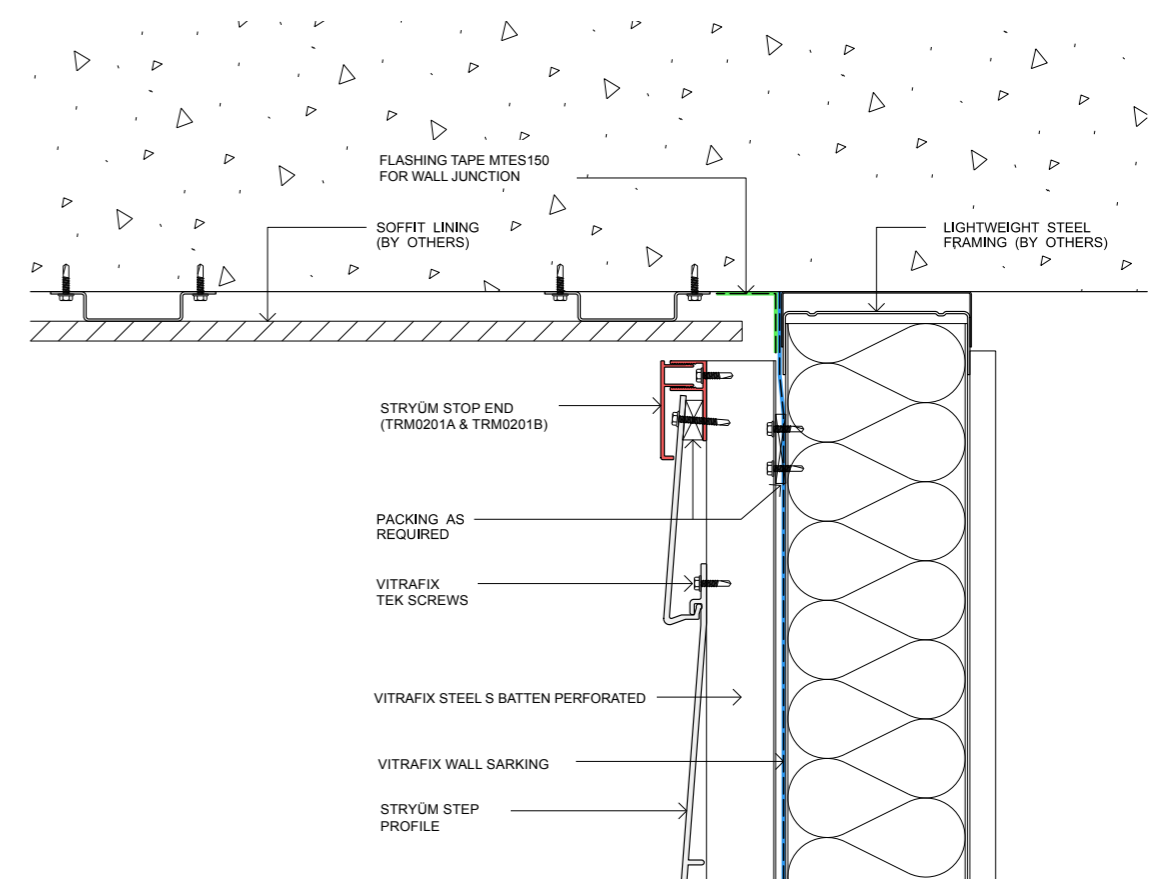 FLASHING TAPE MTES150
FOR WALL JUNCTION
SOFFIT LINING
(BY OTHERS)
LIGHTWEIGHT STEEL
FRAMING (BY OTHERS)
STRYÜM STOP END
(TRM0201A & TRM0201B)
PACKING AS
REQUIRED
VITRAFIX
TEK SCREWS
VITRAFIX STEEL S BATTEN PERFORATED
VITRAFIX WALL SARKING
STRYÜM STEP
PROFILE